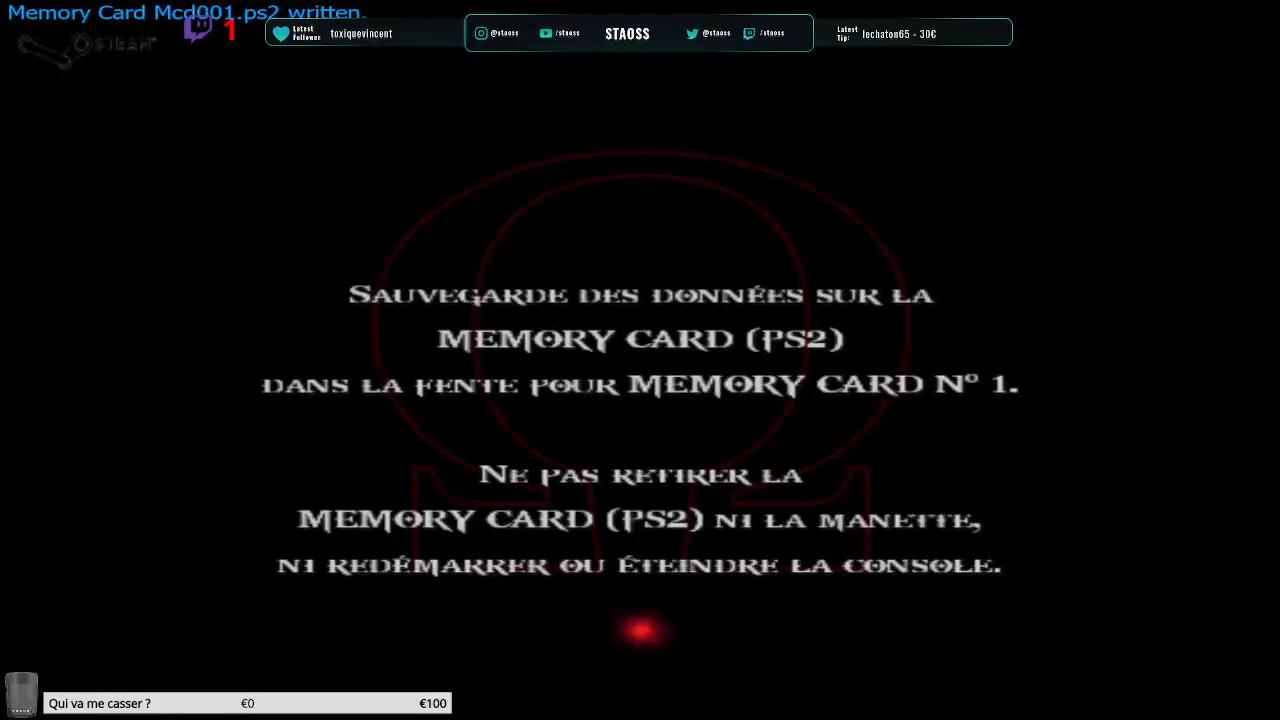 Memory Card Mcd001.ps2 written.
STEAM
1
Latest Follower toxiquevincent
@staoss /staoss STAOSS @staoss /staoss
Latest Tip: lechaton65 - 30€
Sauvegarde des données sur la
MEMORY CARD (PS2)
dans la fente pour MEMORY CARD Nº 1.
Ne pas retirer la
MEMORY CARD (PS2) ni la manette,
ni redémarrer ou éteindre la console.
Qui va me casser ? €0 €100